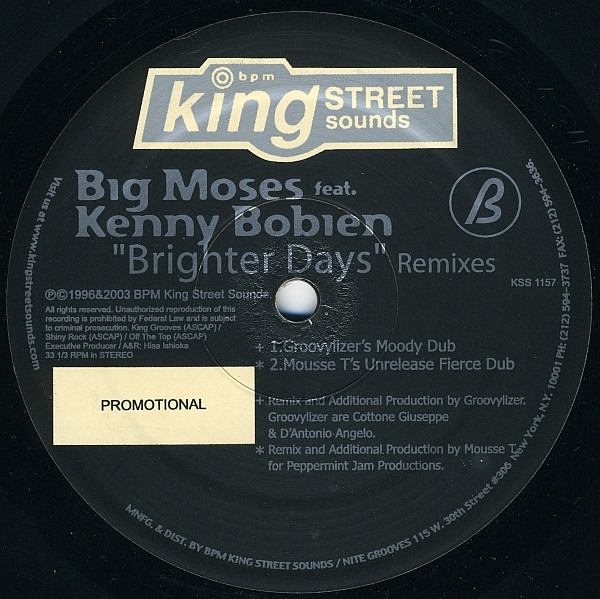 bpm
king STREET
sounds
Big Moses feat.
Kenny Bobien
"Brighter Days" Remixes
β
KSS 1157
℗©1996&2003 BPM King Street Sounds
All rights reserved. Unauthorized reproduction of this
recording is prohibited by Federal Law and is subject
to criminal prosecution. King Grooves (ASCAP) /
Shiny Rock (ASCAP) / Off The Top (ASCAP)
Executive Producer / A&R: Hisa Ishioka
33 1/3 RPM in STEREO
PROMOTIONAL
+ 1.Groovylizer's Moody Dub
* 2.Mousse T's Unrelease Fierce Dub
+ Remix and Additional Production by Groovylizer.
Groovylizer are Cottone Giuseppe
& D'Antonio Angelo.
* Remix and Additional Production by Mousse T.
for Peppermint Jam Productions.
Visit us at www.kingstreetsounds.com
MNFG. & DIST. BY BPM KING STREET SOUNDS / NITE GROOVES 115 W. 30th Street #306 New York, N.Y. 10001 PH: (212) 594-3737 FAX: (212) 594-3636.